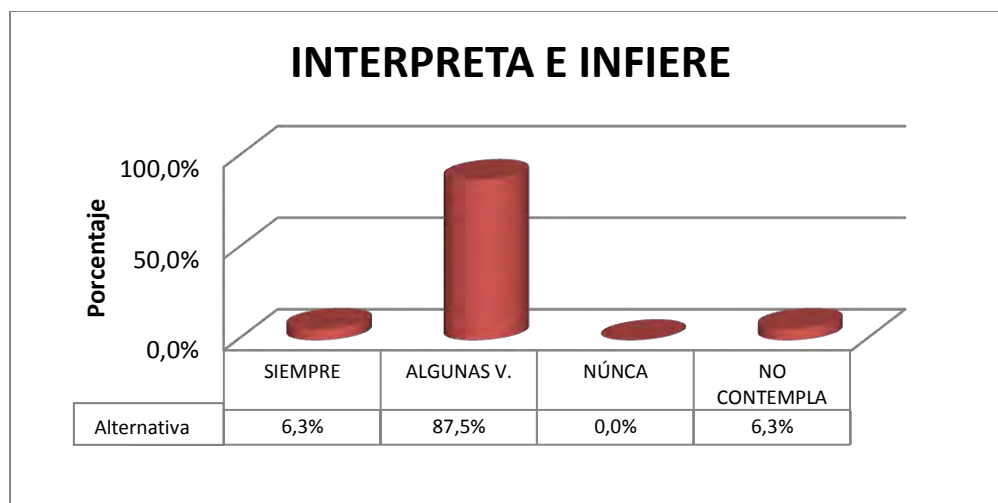 INTERPRETA E INFIERE
Porcentaje
100,0%
50,0%
0,0%
SIEMPRE
ALGUNAS V.
NÚNCA
NO
CONTEMPLA
Alternativa
6,3%
87,5%
0,0%
6,3%